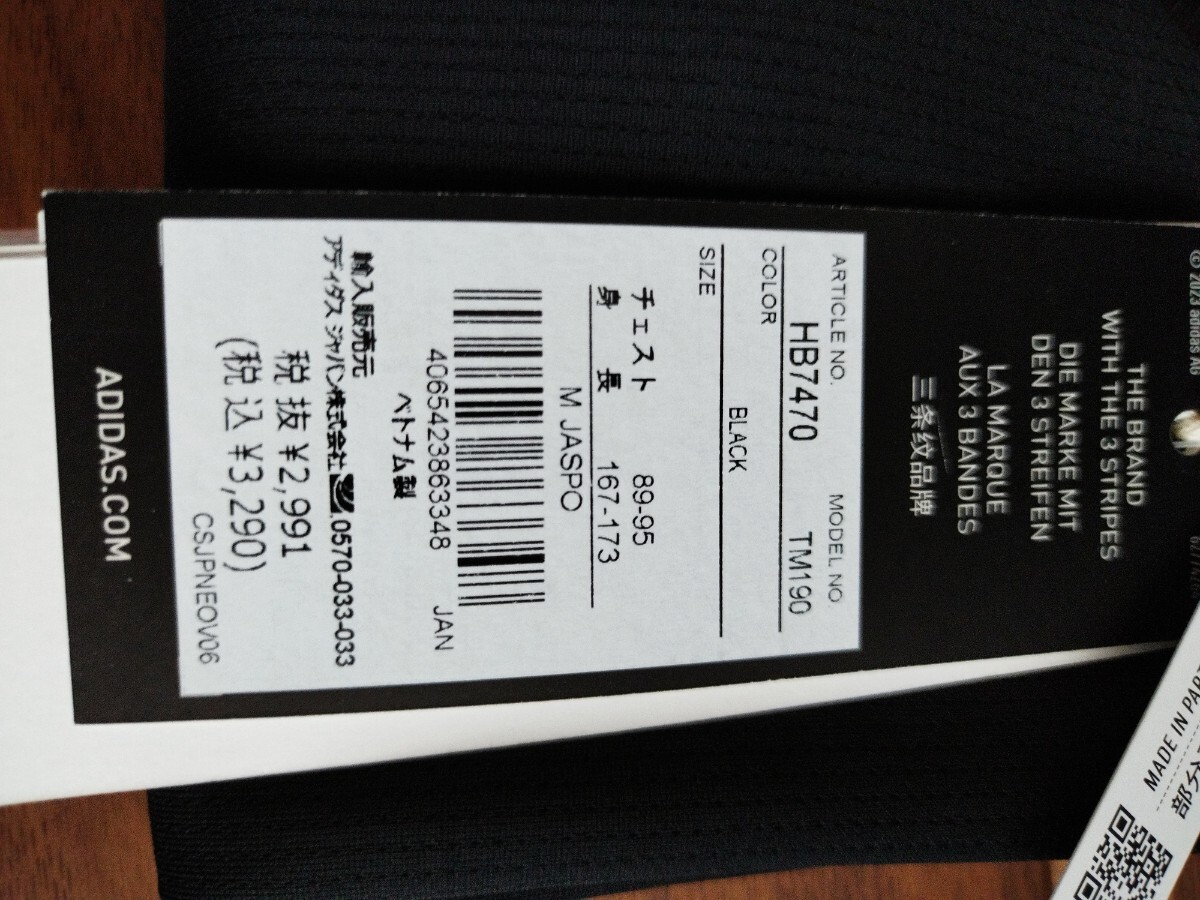 © 2023 adidas AG
THE BRAND
WITH THE 3 STRIPES
DIE MARKE MIT
DEN 3 STREIFEN
LA MARQUE
AUX 3 BANDES
三条纹品牌
ARTICLE NO. MODEL NO.
HB7470 TM190
COLOR
BLACK
SIZE
チェスト 89-95
身長 167-173
M JASPO
4065423863348 JAN
ベトナム製
輸入販売元
アディダス ジャパン株式会社 0570-033-033
税抜 ¥2,991
(税込 ¥3,290)
CSJPNEOV06
ADIDAS.COM
MADE IN PART
部分